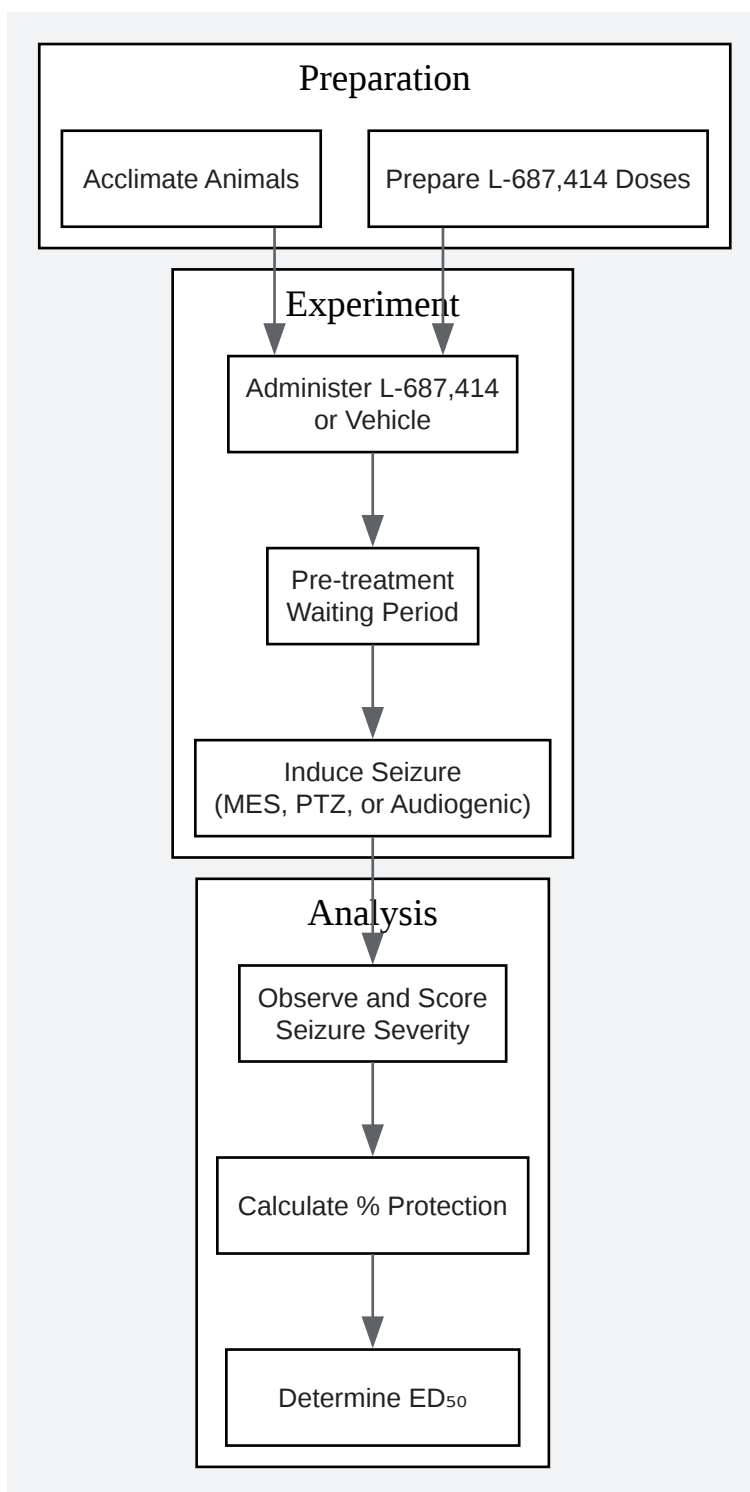 Preparation
Acclimate Animals
Prepare L-687,414 Doses
Experiment
Administer L-687,414
or Vehicle
Pre-treatment
Waiting Period
Induce Seizure
(MES, PTZ, or Audiogenic)
Analysis
Observe and Score
Seizure Severity
Calculate % Protection
Determine ED₅₀